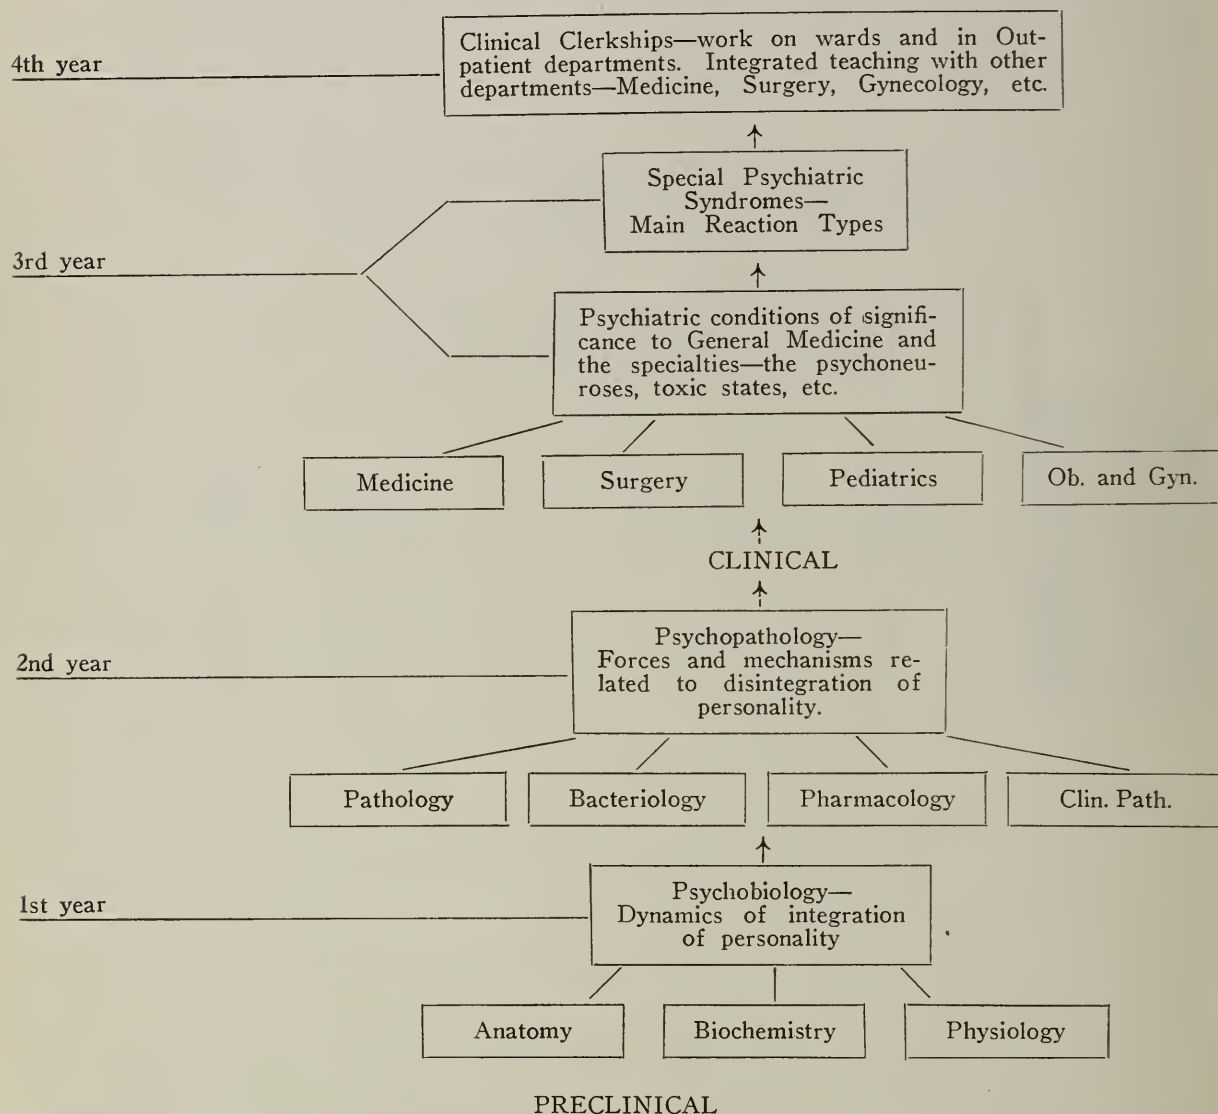 4th year
Clinical Clerkships—work on wards and in Out-
patient departments. Integrated teaching with other
departments—Medicine, Surgery, Gynecology, etc.
Special Psychiatric
Syndromes—
Main Reaction Types
3rd year
Psychiatric conditions of signifi-
cance to General Medicine and
the specialties—the psychoneu-
roses, toxic states, etc.
Medicine
Surgery
Pediatrics
Ob. and Gyn.
CLINICAL
2nd year
Psychopathology—
Forces and mechanisms re-
lated to disintegration of
personality.
Pathology
Bacteriology
Pharmacology
Clin. Path.
1st year
Psychobiology—
Dynamics of integration
of personality
Anatomy
Biochemistry
Physiology
PRECLINICAL